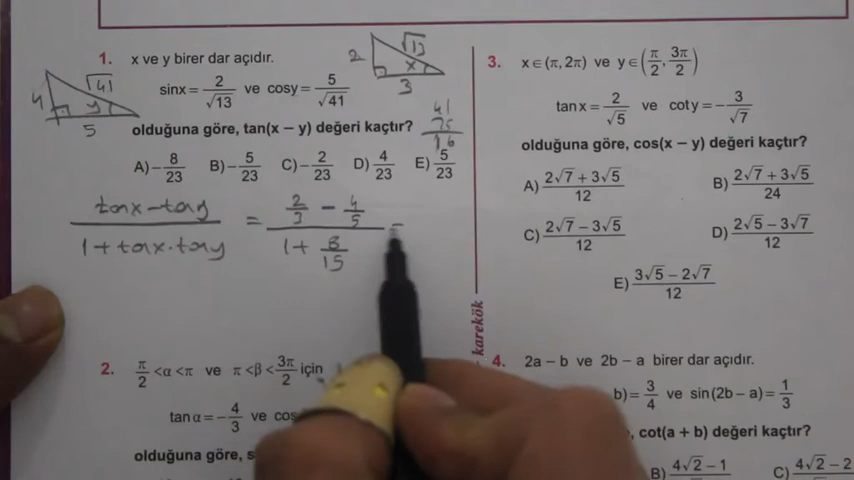 1. x ve y birer dar açıdır.
sinx= 2/√13 ve cosy= 5/√41
olduğuna göre, tan(x – y) değeri kaçtır?
A)–8/23 B)–5/23 C)–2/23 D) 4/23 E) 5/23
4 √41 y 5
2 √13 x 3
41
25
16
tanx – tany / 1 + tanx . tany = 2/3 – 4/5 / 1 + 8/15 =
2. π/2 <α<π ve π<β<3π/2 için
tanα=–4/3 ve cos
olduğuna göre, s
3. x∈(π, 2π) ve y∈(π/2, 3π/2)
tanx= 2/√5 ve coty=–3/√7
olduğuna göre, cos(x – y) değeri kaçtır?
A) 2√7 + 3√5/12 B) 2√7 + 3√5/24
C) 2√7 – 3√5/12 D) 2√5 – 3√7/12
E) 3√5 – 2√7/12
karekök
4. 2a – b ve 2b – a birer dar açıdır.
b)= 3/4 ve sin(2b – a)= 1/3
, cot(a + b) değeri kaçtır?
B) 4√2 – 1 C) 4√2 – 2